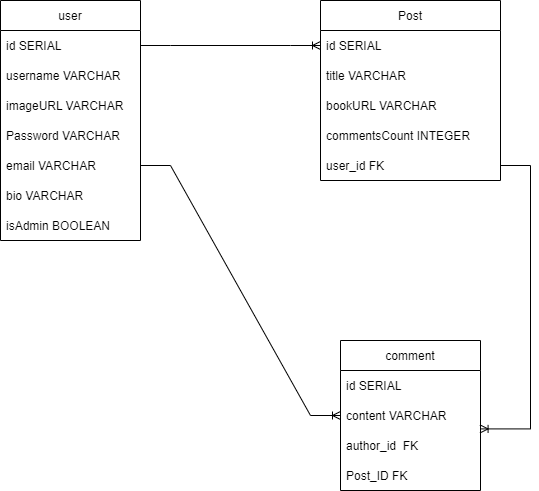 user
id SERIAL
username VARCHAR
imageURL VARCHAR
Password VARCHAR
email VARCHAR
bio VARCHAR
isAdmin BOOLEAN
Post
id SERIAL
title VARCHAR
bookURL VARCHAR
commentsCount INTEGER
user_id FK
comment
id SERIAL
content VARCHAR
author_id  FK
Post_ID FK